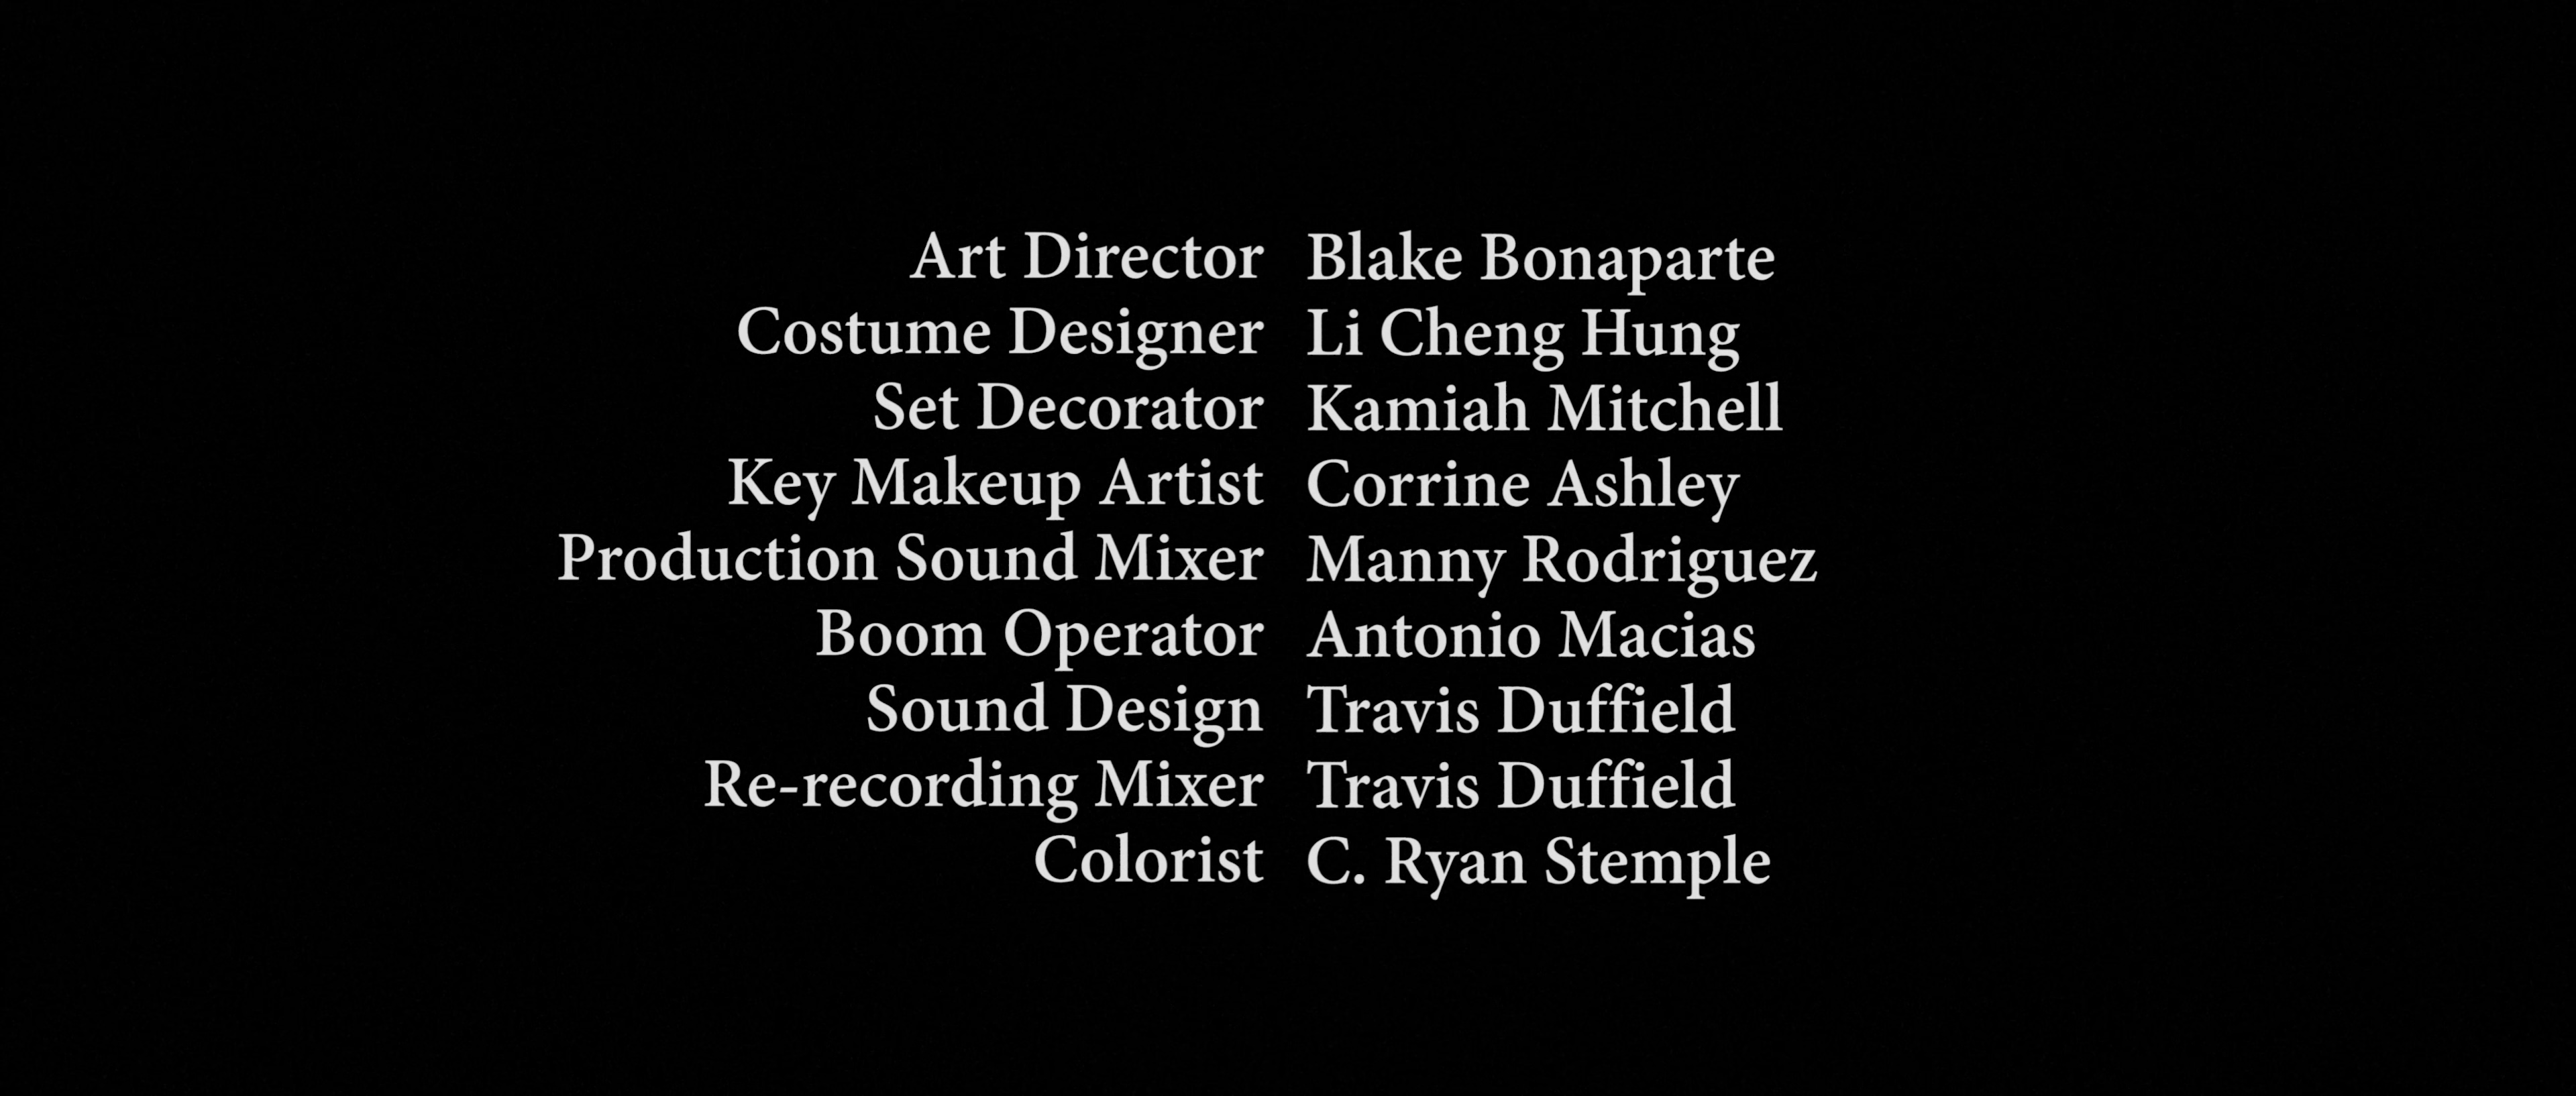 Art Director Blake Bonaparte
Costume Designer Li Cheng Hung
Set Decorator Kamiah Mitchell
Key Makeup Artist Corrine Ashley
Production Sound Mixer Manny Rodriguez
Boom Operator Antonio Macias
Sound Design Travis Duffield
Re-recording Mixer Travis Duffield
Colorist C. Ryan Stemple